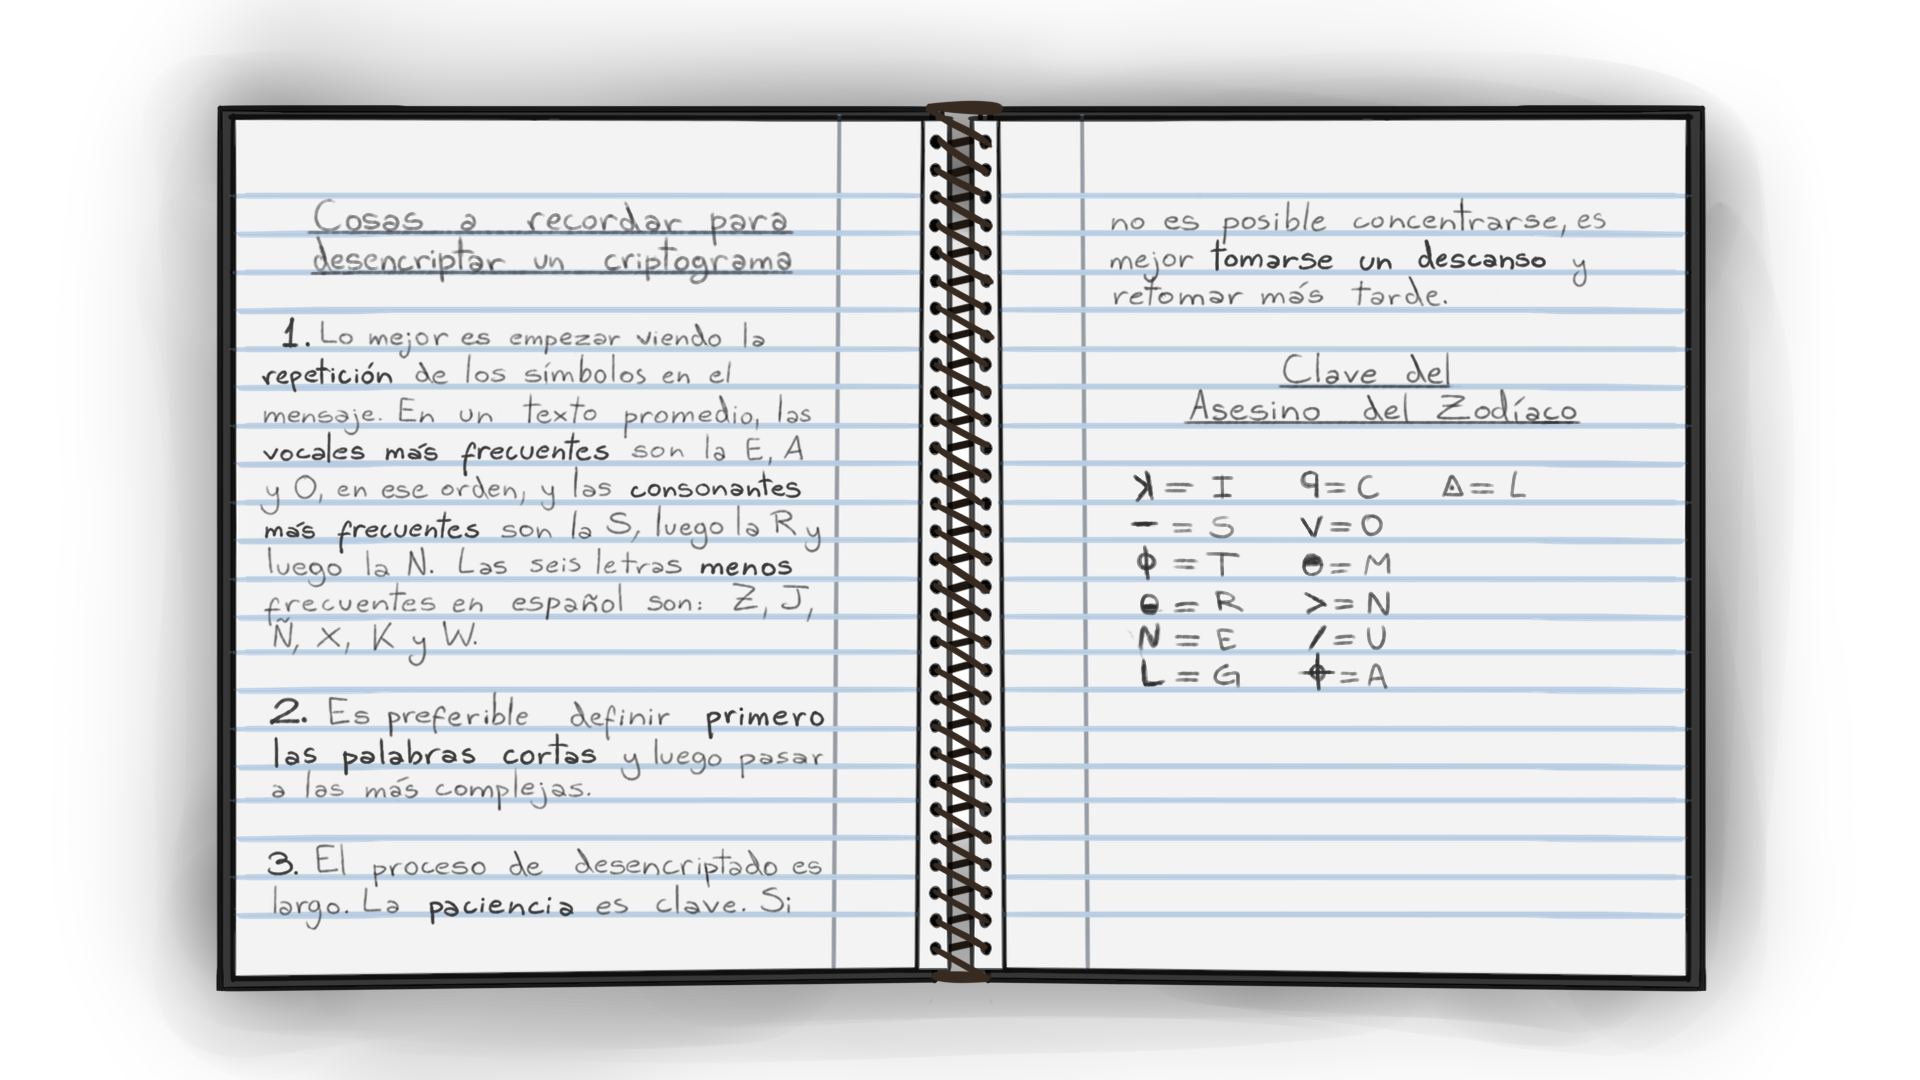 Cosas a recordar para
desencriptar un criptograma
1. Lo mejor es empezar viendo la
repetición de los símbolos en el
mensaje. En un texto promedio, las
vocales más frecuentes son la E, A
y O, en ese orden, y las consonantes
más frecuentes son la S, luego la R y
luego la N. Las seis letras menos
frecuentes en español son: Z, J,
Ñ, X, K y W.
2. Es preferible definir primero
las palabras cortas y luego pasar
a las más complejas.
3. El proceso de desencriptado es
largo. La paciencia es clave. Si
no es posible concentrarse, es
mejor tomarse un descanso y
retomar más tarde.
Clave del
Asesino del Zodíaco
ꓘ = I ꟼ = C ◬ = L
― = S V = O
ϕ = T ◓ = M
◒ = R > = N
N = E / = U
L = G ⌖ = A